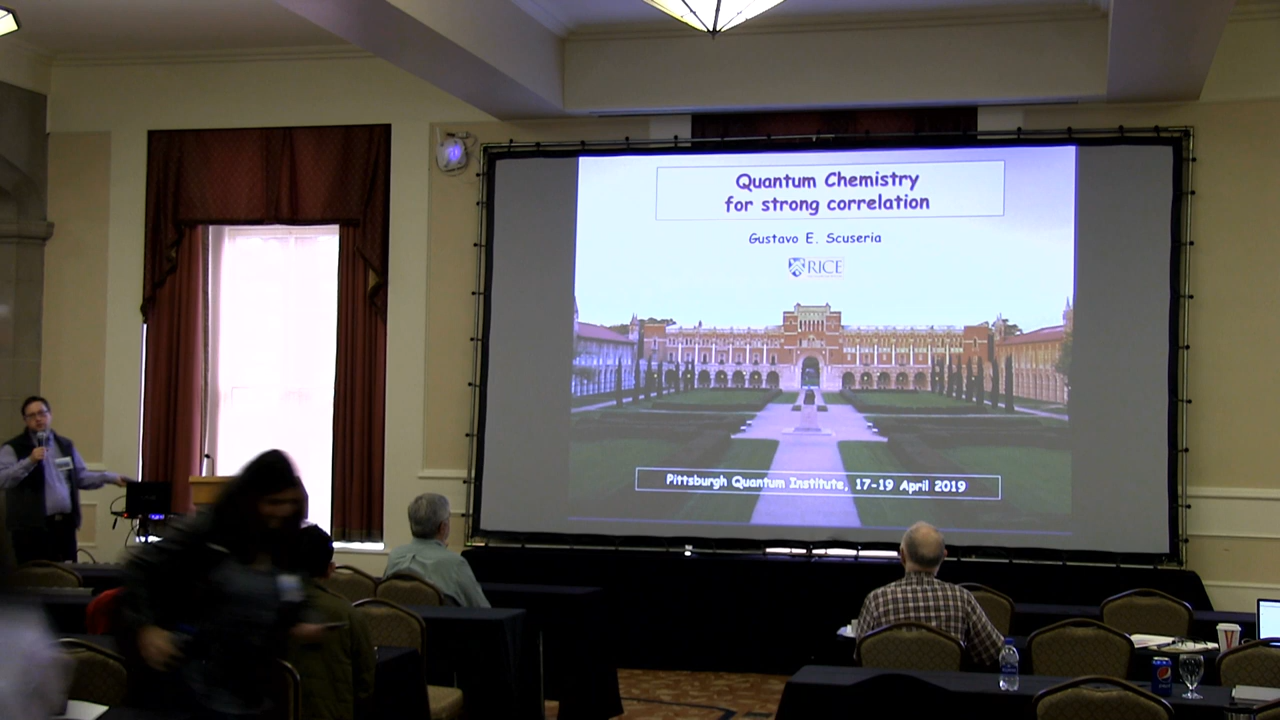 Quantum Chemistry
for strong correlation
Gustavo E. Scuseria
RICE
Pittsburgh Quantum Institute, 17-19 April 2019